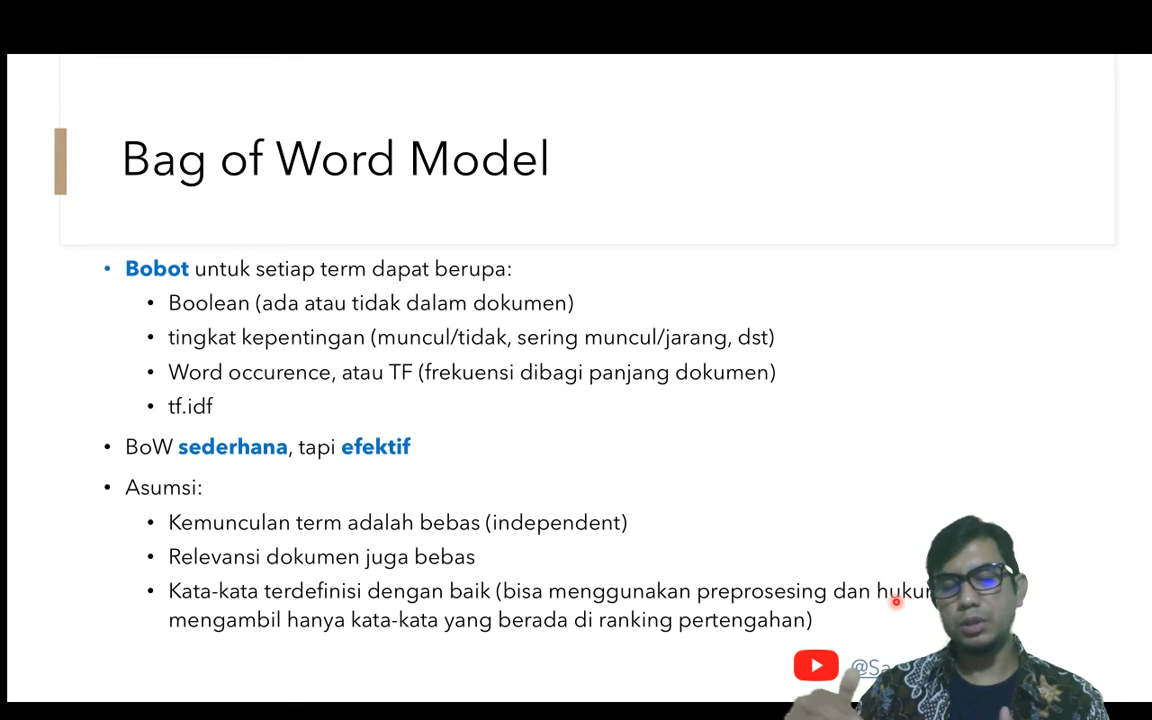 Bag of Word Model
• Bobot untuk setiap term dapat berupa:
• Boolean (ada atau tidak dalam dokumen)
• tingkat kepentingan (muncul/tidak, sering muncul/jarang, dst)
• Word occurence, atau TF (frekuensi dibagi panjang dokumen)
• tf.idf
• BoW sederhana, tapi efektif
• Asumsi:
• Kemunculan term adalah bebas (independent)
• Relevansi dokumen juga bebas
• Kata-kata terdefinisi dengan baik (bisa menggunakan preprosesing dan
mengambil hanya kata-kata yang berada di ranking pertengahan)